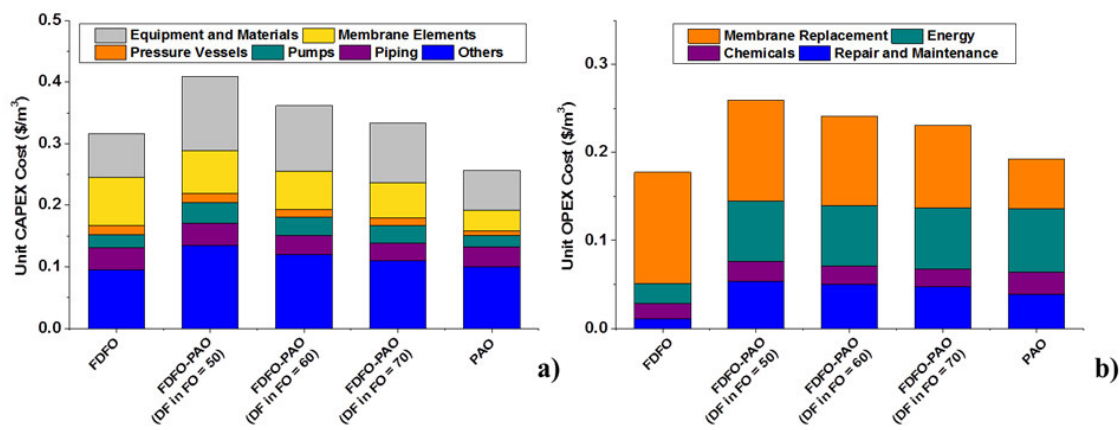 0.5
0.4
0.3
0.2
0.1
0.0
Unit CAPEX Cost ($/m³)
Equipment and Materials Membrane Elements
Pressure Vessels Pumps Piping Others
FDFO
FDFO-PAO
(DF in FO = 50)
FDFO-PAO
(DF in FO = 60)
FDFO-PAO
(DF in FO = 70)
PAO
a)
0.3
0.2
0.1
0.0
Unit OPEX Cost ($/m³)
Membrane Replacement Energy
Chemicals Repair and Maintenance
FDFO
FDFO-PAO
(DF in FO = 50)
FDFO-PAO
(DF in FO = 60)
FDFO-PAO
(DF in FO = 70)
PAO
b)